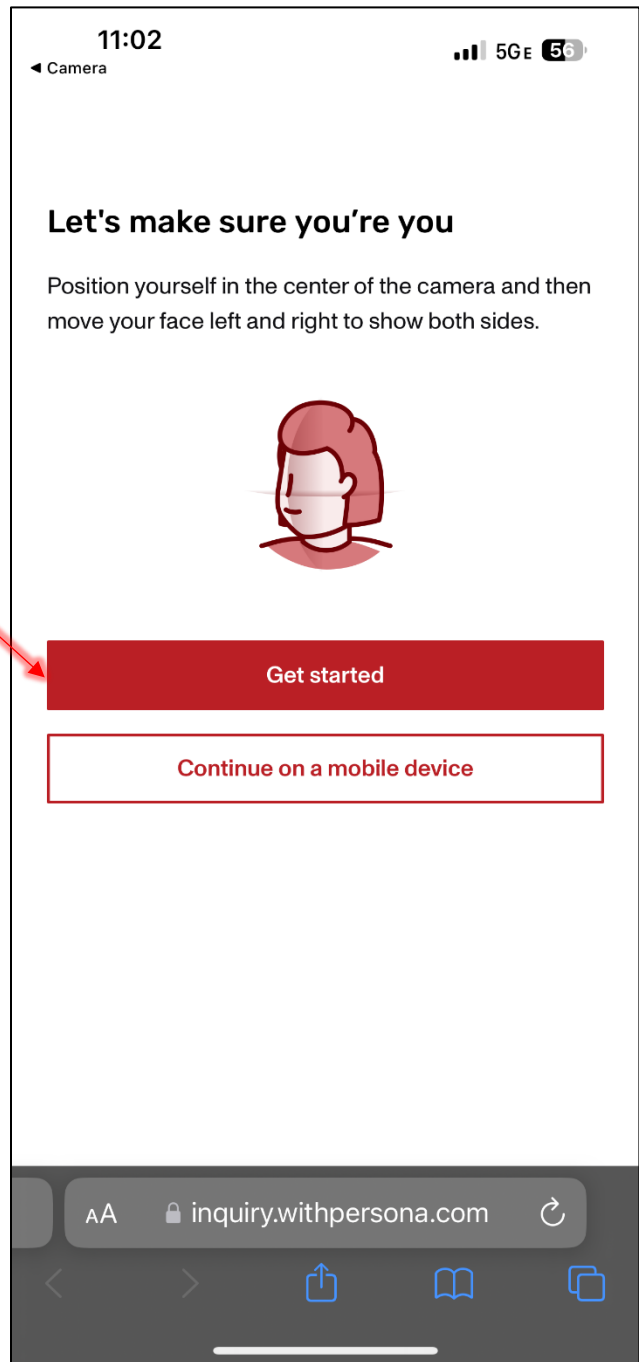 11:02
5GE 56
◀ Camera
Let's make sure you’re you
Position yourself in the center of the camera and then
move your face left and right to show both sides.
Get started
Continue on a mobile device
AA inquiry.withpersona.com